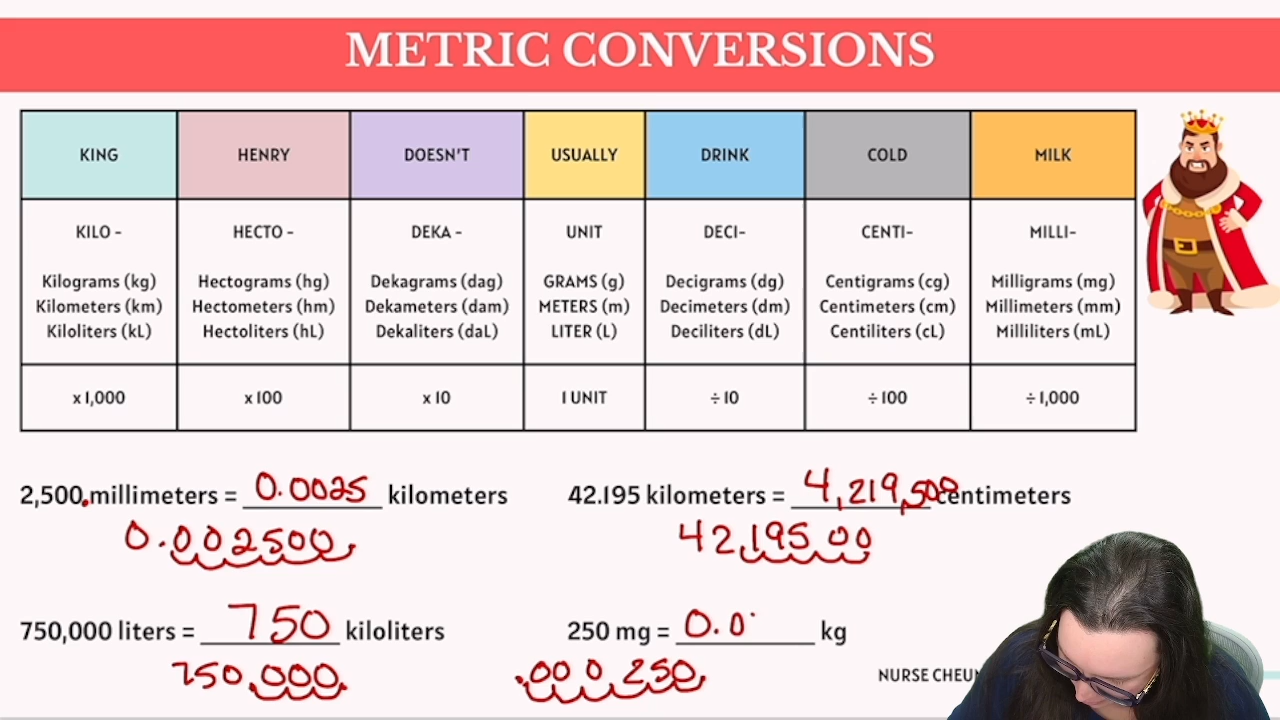 METRIC CONVERSIONS
KING HENRY DOESN'T USUALLY DRINK COLD MILK
KILO - HECTO - DEKA - UNIT DECI- CENTI- MILLI-
Kilograms (kg) Hectograms (hg) Dekagrams (dag) GRAMS (g) Decigrams (dg) Centigrams (cg) Milligrams (mg)
Kilometers (km) Hectometers (hm) Dekameters (dam) METERS (m) Decimeters (dm) Centimeters (cm) Millimeters (mm)
Kiloliters (kL) Hectoliters (hL) Dekaliters (daL) LITER (L) Deciliters (dL) Centiliters (cL) Milliliters (mL)
x 1,000 x 100 x 10 1 UNIT ÷ 10 ÷ 100 ÷ 1,000
2,500.millimeters = 0.0025 kilometers
0.002500
42.195 kilometers = 4,219,500 centimeters
42,19500
750,000 liters = 750 kiloliters
750.000.
250 mg = 0.0 kg
.000250.
NURSE CHEUN